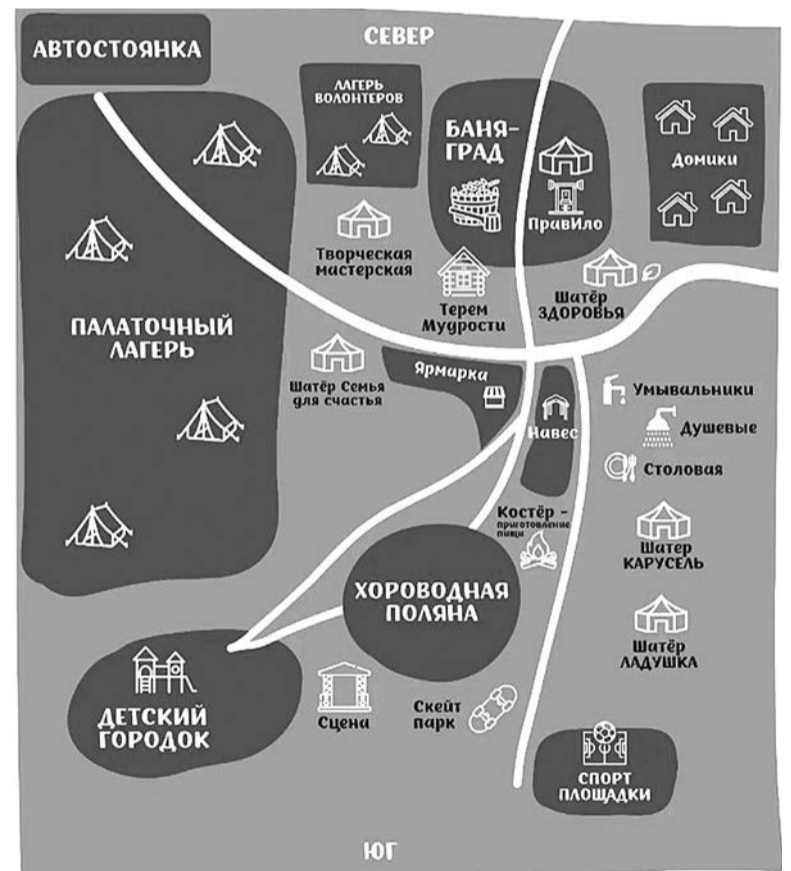 СЕВЕР
АВТОСТОЯНКА
ЛАГЕРЬ
ВОЛОНТЕРОВ
БАНЯ-
ГРАД
ПравИло
Домики
Творческая
мастерская
Терем
Мудрости
Шатёр
ЗДОРОВЬЯ
ПАЛАТОЧНЫЙ
ЛАГЕРЬ
Шатёр Семья
для счастья
Ярмарка
Навес
Умывальники
Душевые
Столовая
Костёр -
приготовление
пищи
Шатер
КАРУСЕЛЬ
ХОРОВОДНАЯ
ПОЛЯНА
Шатёр
ЛАДУШКА
ДЕТСКИЙ
ГОРОДОК
Сцена
Скейт
парк
СПОРТ
ПЛОЩАДКИ
ЮГ